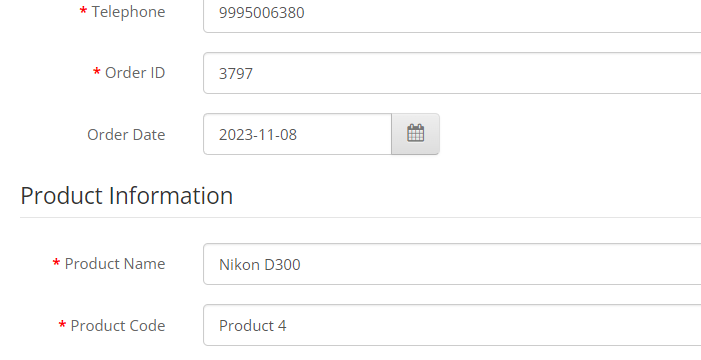 * Telephone 9995006380
* Order ID 3797
Order Date 2023-11-08
Product Information
* Product Name Nikon D300
* Product Code Product 4